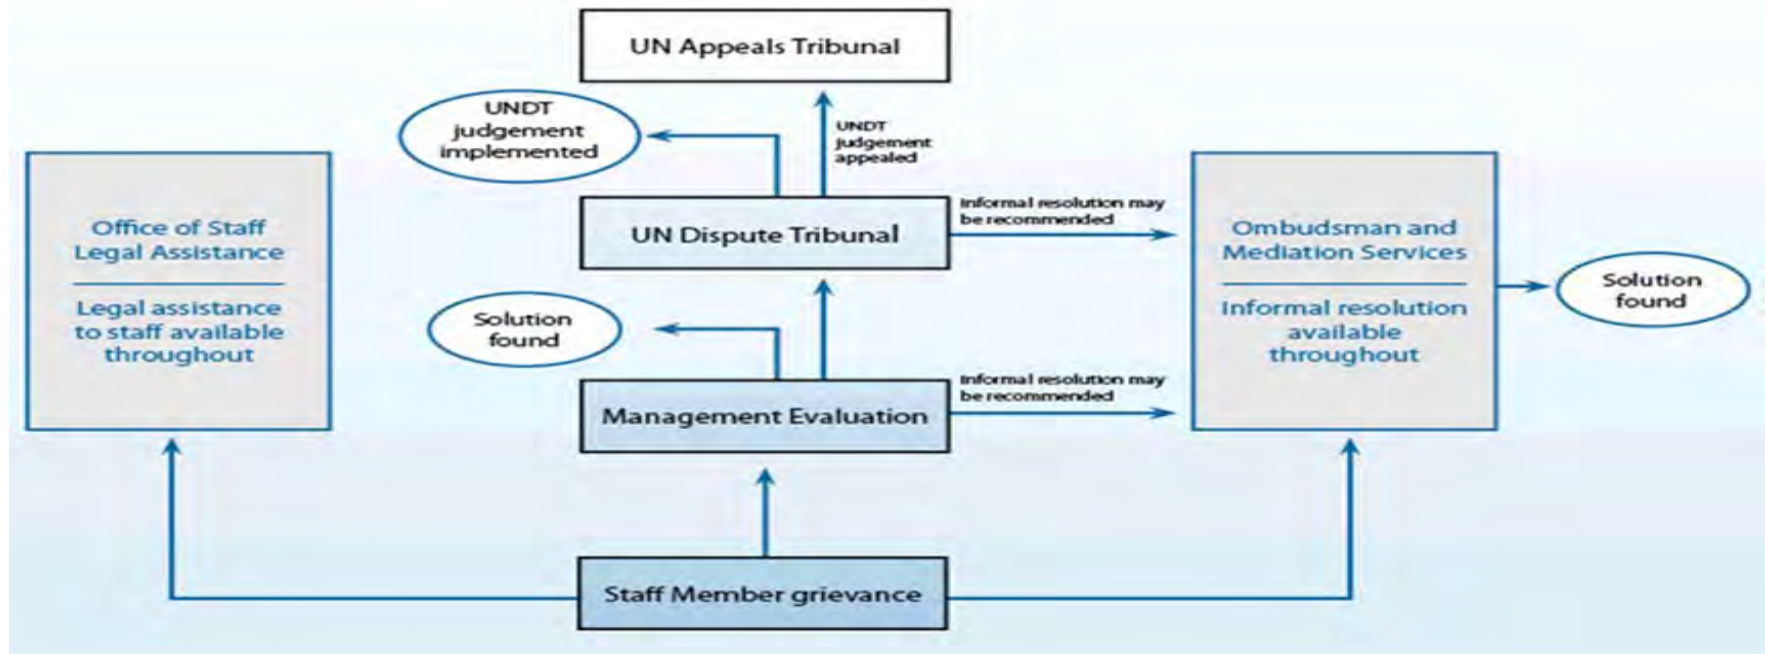 UN Appeals Tribunal
UNDT
judgement
implemented
UNDT
judgement
appealed
Office of Staff
Legal Assistance
Legal assistance
to staff available
throughout
UN Dispute Tribunal
Informal resolution may
be recommended
Ombudsman and
Mediation Services
Informal resolution
available
throughout
Solution
found
Solution
found
Management Evaluation
Informal resolution may
be recommended
Staff Member grievance